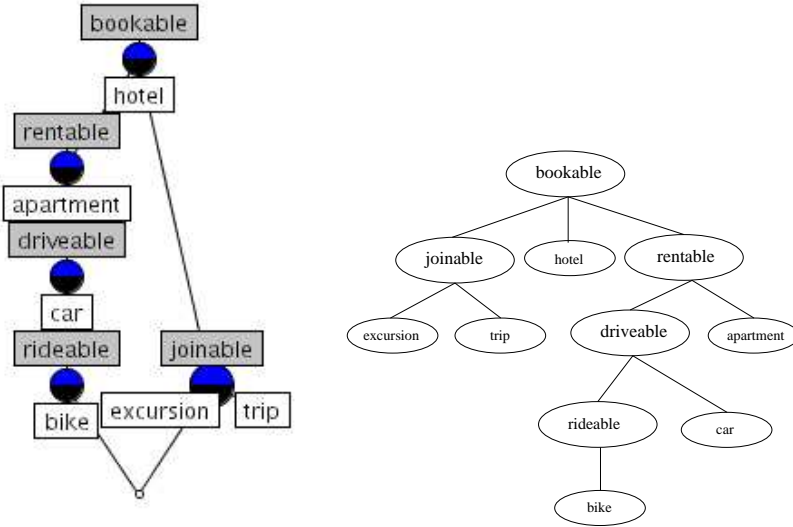 bookable
hotel
rentable
apartment
driveable
car
rideable
joinable
bike
excursion
trip
bookable
joinable
hotel
rentable
excursion
trip
driveable
apartment
rideable
car
bike